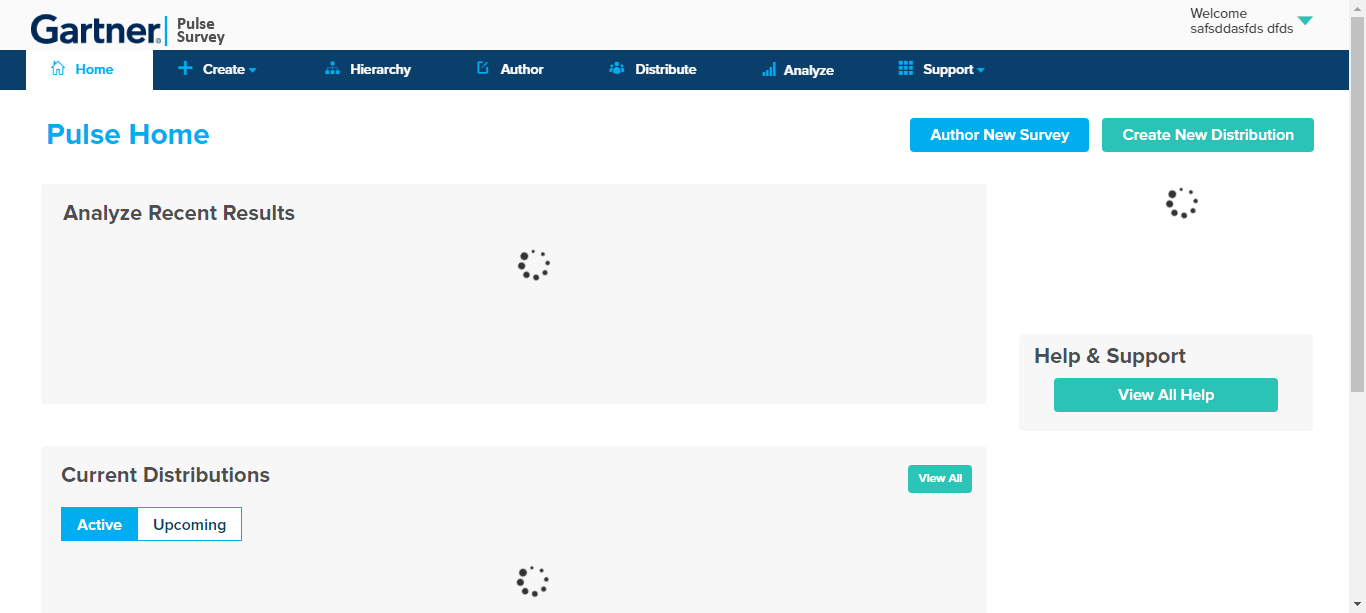 Gartner® Pulse Survey
Welcome
safsddasfds dfds
Home Create Hierarchy Author Distribute Analyze Support
Pulse Home
Author New Survey
Create New Distribution
Analyze Recent Results
Help & Support
View All Help
Current Distributions
View All
Active Upcoming